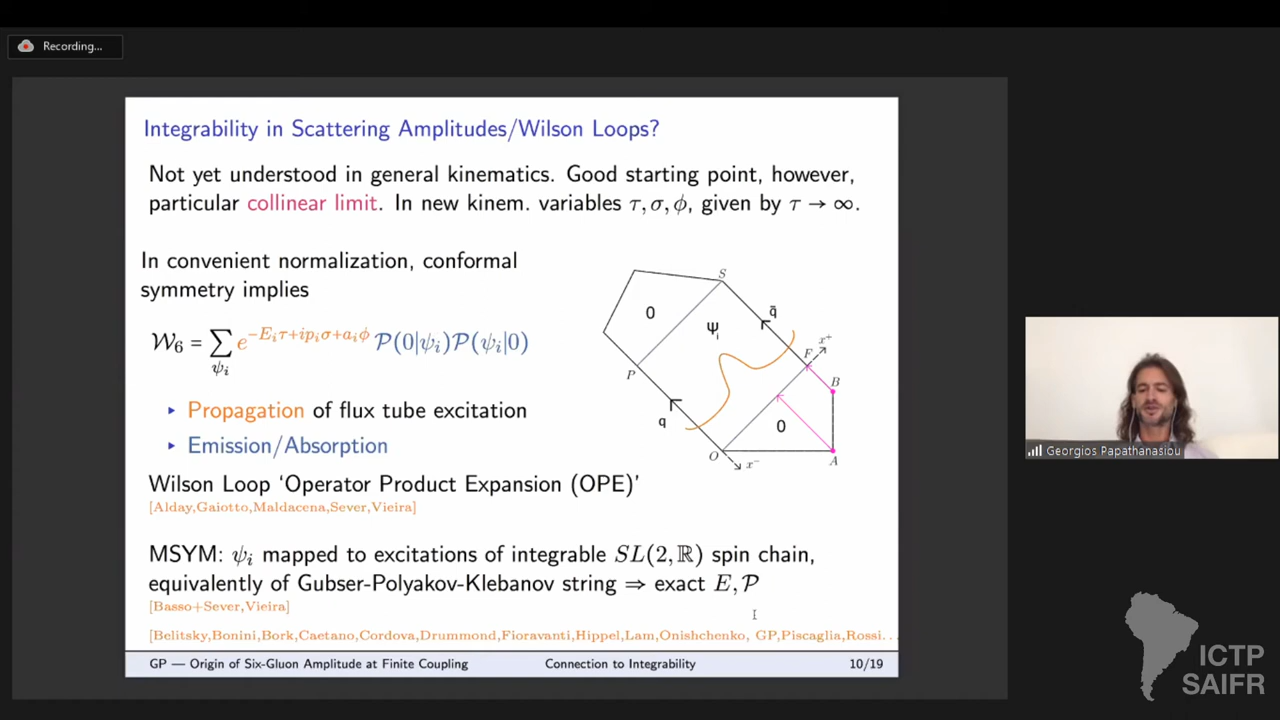 Recording...
Integrability in Scattering Amplitudes/Wilson Loops?
Not yet understood in general kinematics. Good starting point, however,
particular collinear limit. In new kinem. variables τ, σ, ϕ, given by τ → ∞.
In convenient normalization, conformal
symmetry implies
𝒲₆ = ∑_{ψᵢ} e^{−Eᵢτ+ipᵢσ+aᵢϕ} 𝒫(0|ψᵢ)𝒫(ψᵢ|0)
▸ Propagation of flux tube excitation
▸ Emission/Absorption
S
0
Ψᵢ
q̄
x⁺
F
P
B
q
0
O
x⁻
A
Wilson Loop ‘Operator Product Expansion (OPE)’
[Alday,Gaiotto,Maldacena,Sever,Vieira]
MSYM: ψᵢ mapped to excitations of integrable SL(2,ℝ) spin chain,
equivalently of Gubser-Polyakov-Klebanov string ⇒ exact E, 𝒫
[Basso+Sever,Vieira]
[Belitsky,Bonini,Bork,Caetano,Cordova,Drummond,Fioravanti,Hippel,Lam,Onishchenko, GP,Piscaglia,Rossi...
GP — Origin of Six-Gluon Amplitude at Finite Coupling Connection to Integrability 10/19
Georgios Papathanasiou
ICTP
SAIFR